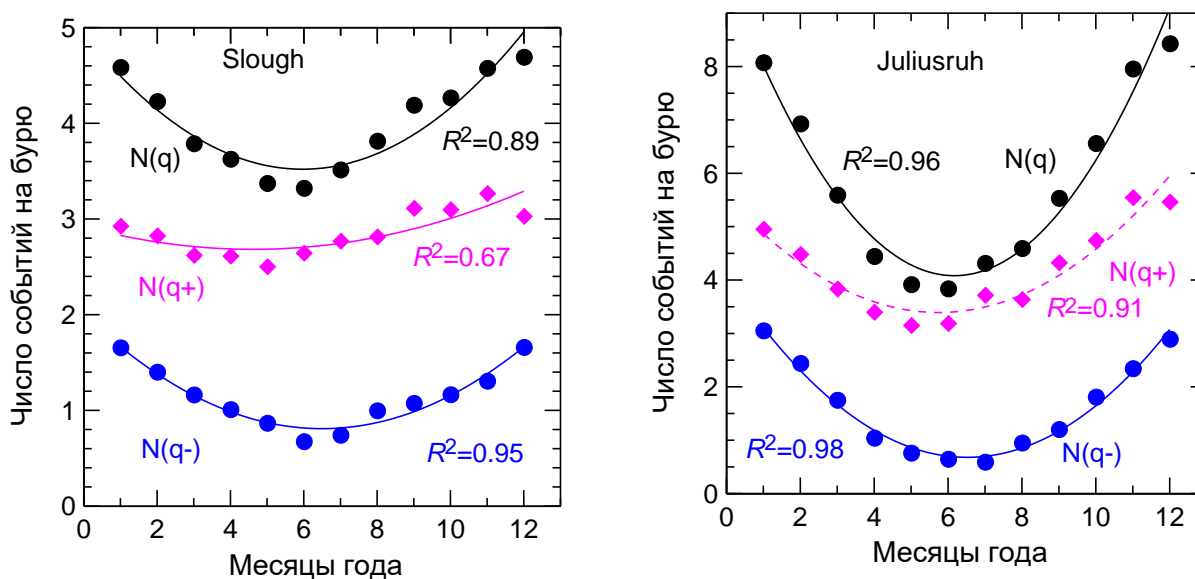 Slough
N(q)
R²=0.89
N(q+)
R²=0.67
N(q-)
R²=0.95
0
1
2
3
4
5
0 2 4 6 8 10 12
Месяцы года
Число событий на бурю
Juliusruh
R²=0.96
N(q)
N(q+)
R²=0.91
R²=0.98
N(q-)
0
2
4
6
8
0 2 4 6 8 10 12
Месяцы года
Число событий на бурю